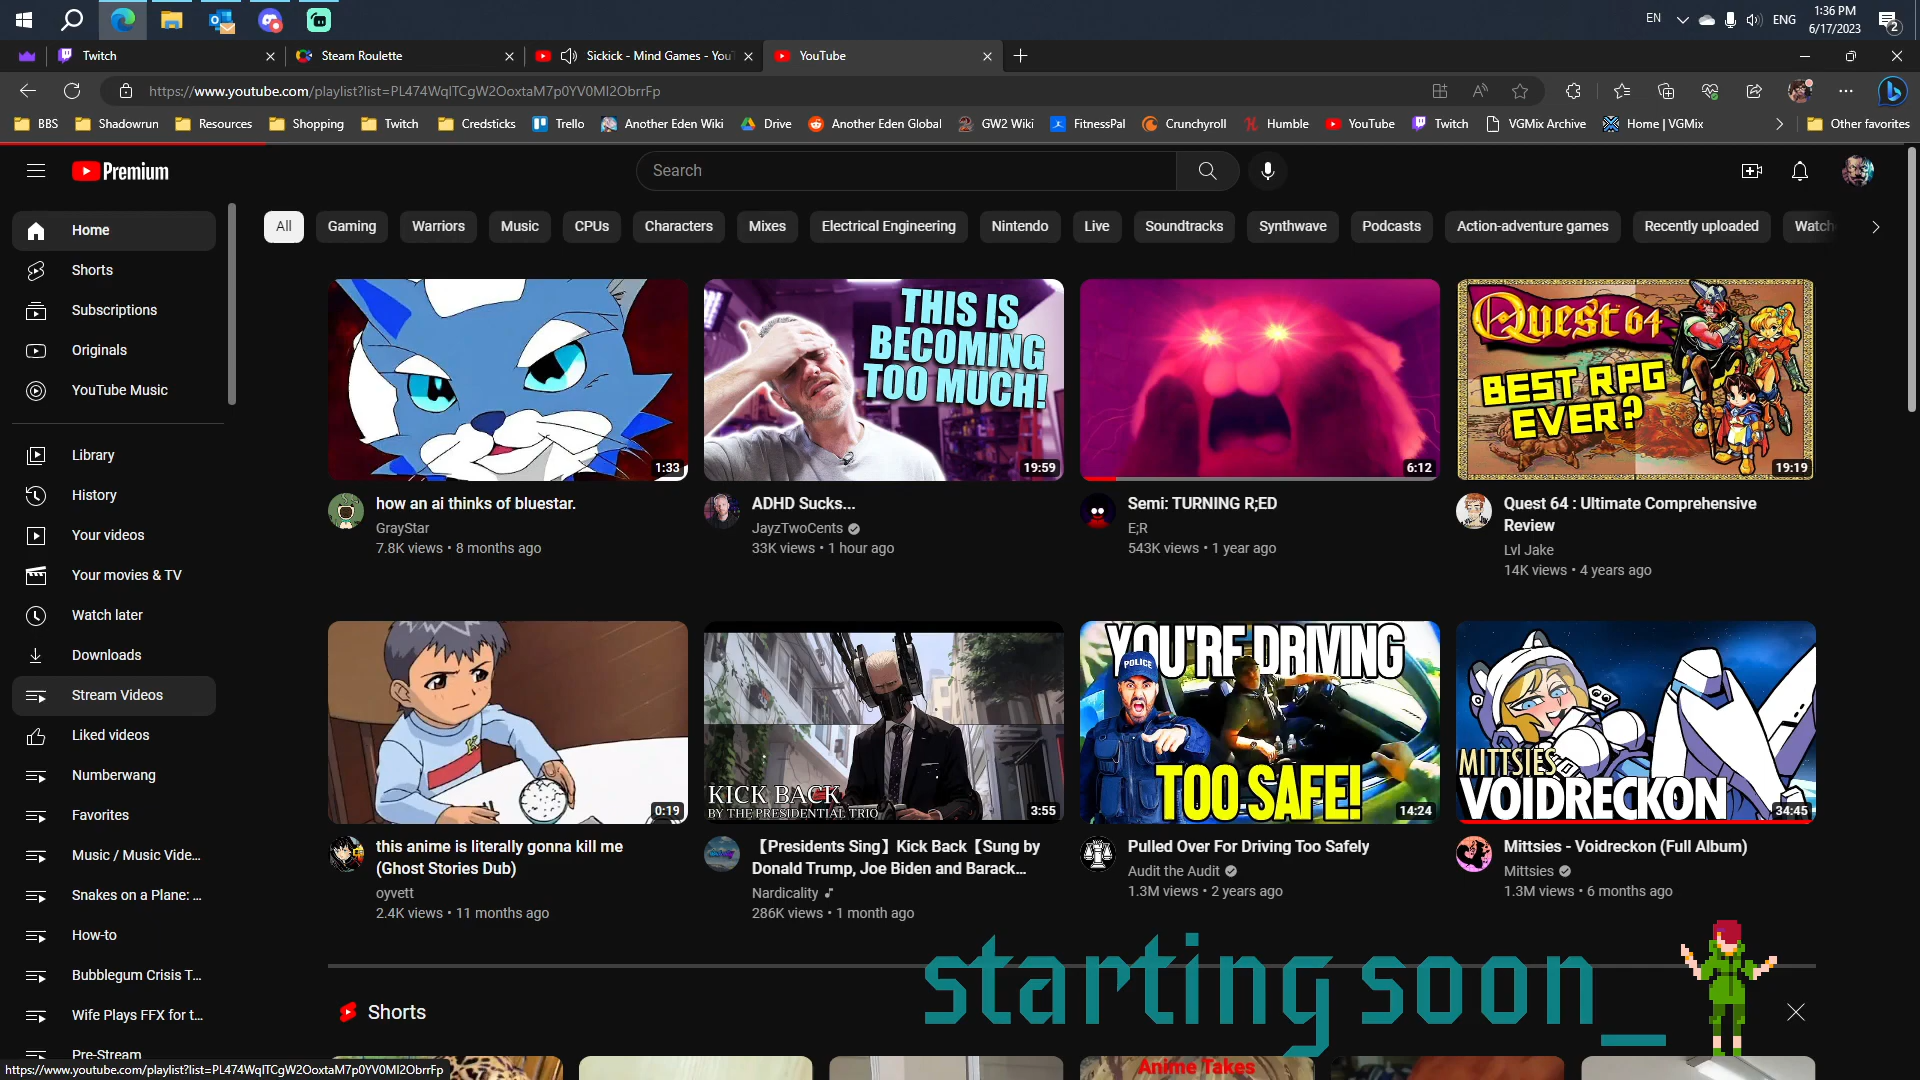 EN
ENG
1:36 PM
6/17/2023
2
Twitch
Steam Roulette
Sickick - Mind Games - You
YouTube
https://www.youtube.com/playlist?list=PL474WqlTCgW2OoxtaM7p0YV0MI2ObrrFp
BBS
Shadowrun
Resources
Shopping
Twitch
Credsticks
Trello
Another Eden Wiki
Drive
Another Eden Global
GW2 Wiki
FitnessPal
Crunchyroll
Humble
YouTube
Twitch
VGMix Archive
Home | VGMix
Other favorites
Premium
Search
All
Gaming
Warriors
Music
CPUs
Characters
Mixes
Electrical Engineering
Nintendo
Live
Soundtracks
Synthwave
Podcasts
Action-adventure games
Recently uploaded
Watch
Home
Shorts
Subscriptions
Originals
YouTube Music
Library
History
Your videos
Your movies & TV
Watch later
Downloads
Stream Videos
Liked videos
Numberwang
Favorites
Music / Music Vide...
Snakes on a Plane: ...
How-to
Bubblegum Crisis T...
Wife Plays FFX for t...
Pre-Stream
1:33
how an ai thinks of bluestar.
GrayStar
7.8K views • 8 months ago
THIS IS
BECOMING
TOO MUCH!
19:59
ADHD Sucks...
JayzTwoCents
33K views • 1 hour ago
6:12
Semi: TURNING R;ED
E;R
543K views • 1 year ago
Quest 64
BEST RPG
EVER?
19:19
Quest 64 : Ultimate Comprehensive
Review
Lvl Jake
14K views • 4 years ago
0:19
this anime is literally gonna kill me
(Ghost Stories Dub)
oyvett
2.4K views • 11 months ago
KICK BACK
BY THE PRESIDENTIAL TRIO
3:55
【Presidents Sing】Kick Back【Sung by
Donald Trump, Joe Biden and Barack...
Nardicality
286K views • 1 month ago
YOU'RE DRIVING
POLICE
TOO SAFE!
14:24
Pulled Over For Driving Too Safely
Audit the Audit
1.3M views • 2 years ago
MITTSIES
VOIDRECKON
34:45
Mittsies - Voidreckon (Full Album)
Mittsies
1.3M views • 6 months ago
starting soon_
Shorts
Anime Takes
https://www.youtube.com/playlist?list=PL474WqlTCgW2OoxtaM7p0YV0MI2ObrrFp